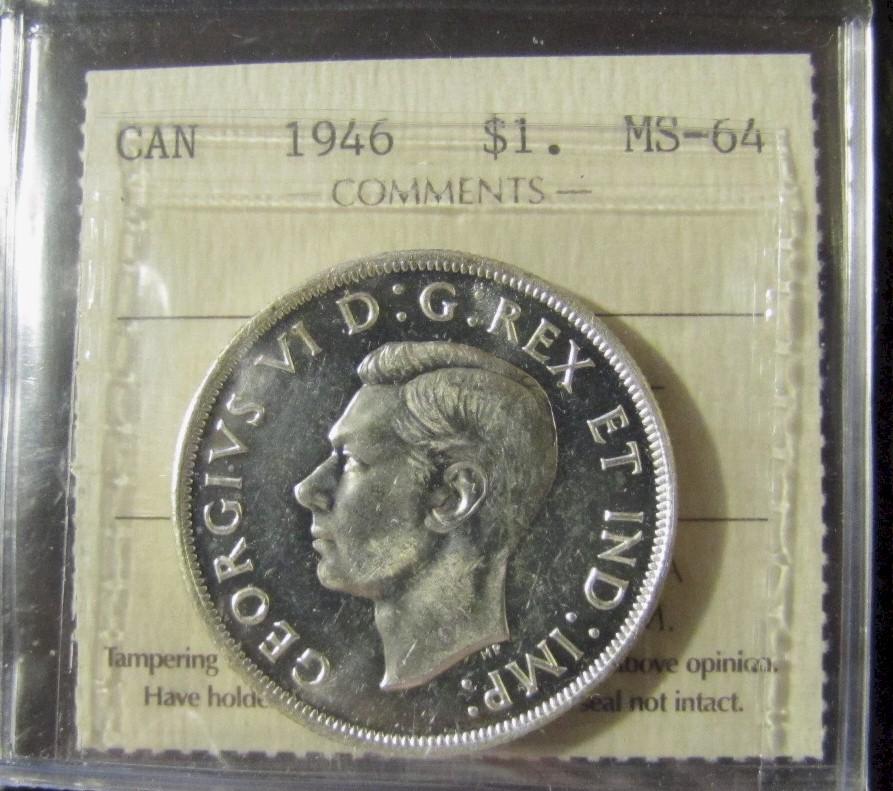 CAN 1946 $1. MS-64
COMMENTS
GEORGIVS VI D:G.REX ET IND:IMP:
HP
Tampering above opinion.
Have seal not intact.